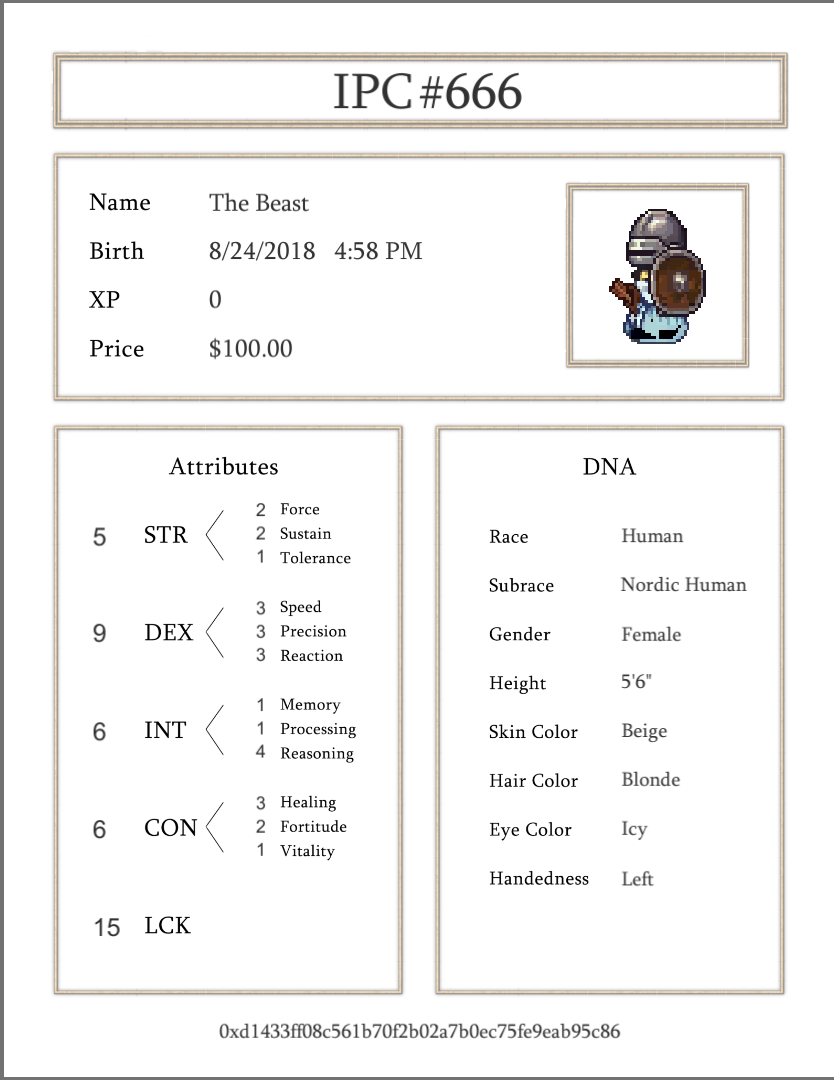 IPC#666
Name The Beast
Birth 8/24/2018 4:58 PM
XP 0
Price $100.00
Attributes
5 STR
2 Force
2 Sustain
1 Tolerance
9 DEX
3 Speed
3 Precision
3 Reaction
6 INT
1 Memory
1 Processing
4 Reasoning
6 CON
3 Healing
2 Fortitude
1 Vitality
15 LCK
DNA
Race Human
Subrace Nordic Human
Gender Female
Height 5'6"
Skin Color Beige
Hair Color Blonde
Eye Color Icy
Handedness Left
0xd1433ff08c561b70f2b02a7b0ec75fe9eab95c86